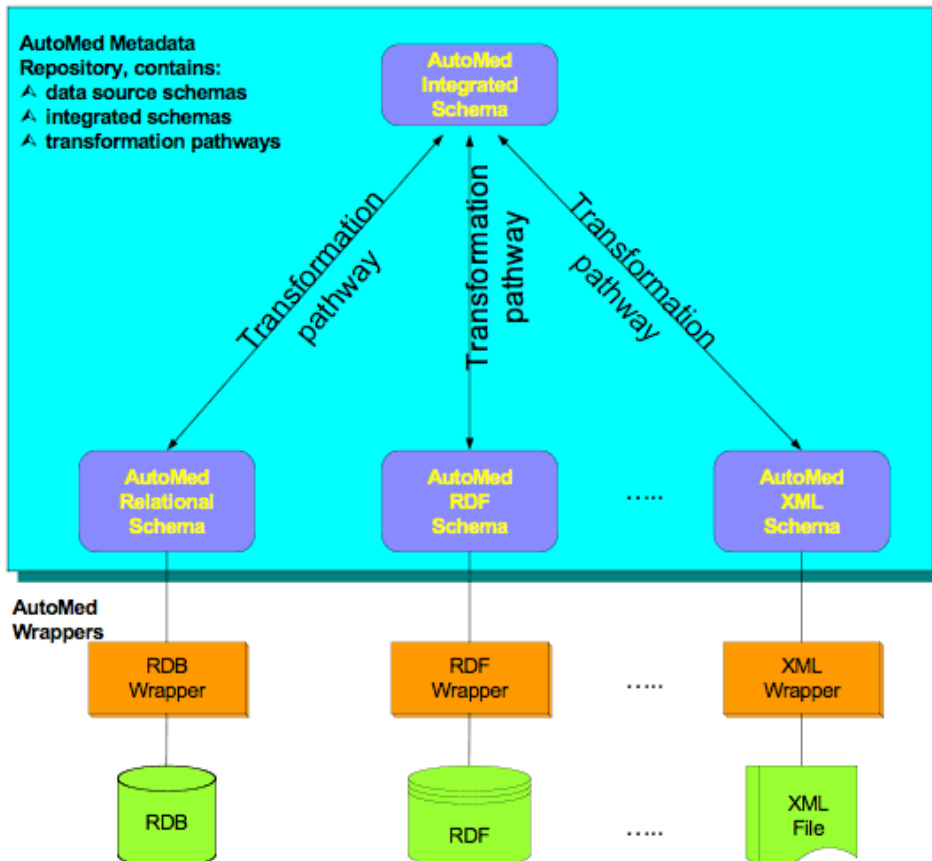 AutoMed Metadata
Repository, contains:
⮝ data source schemas
⮝ integrated schemas
⮝ transformation pathways
AutoMed
Integrated
Schema
Transformation
pathway
Transformation
pathway
Transformation
pathway
AutoMed
Relational
Schema
AutoMed
RDF
Schema
.....
AutoMed
XML
Schema
AutoMed
Wrappers
RDB
Wrapper
RDF
Wrapper
.....
XML
Wrapper
RDB
RDF
.....
XML
File